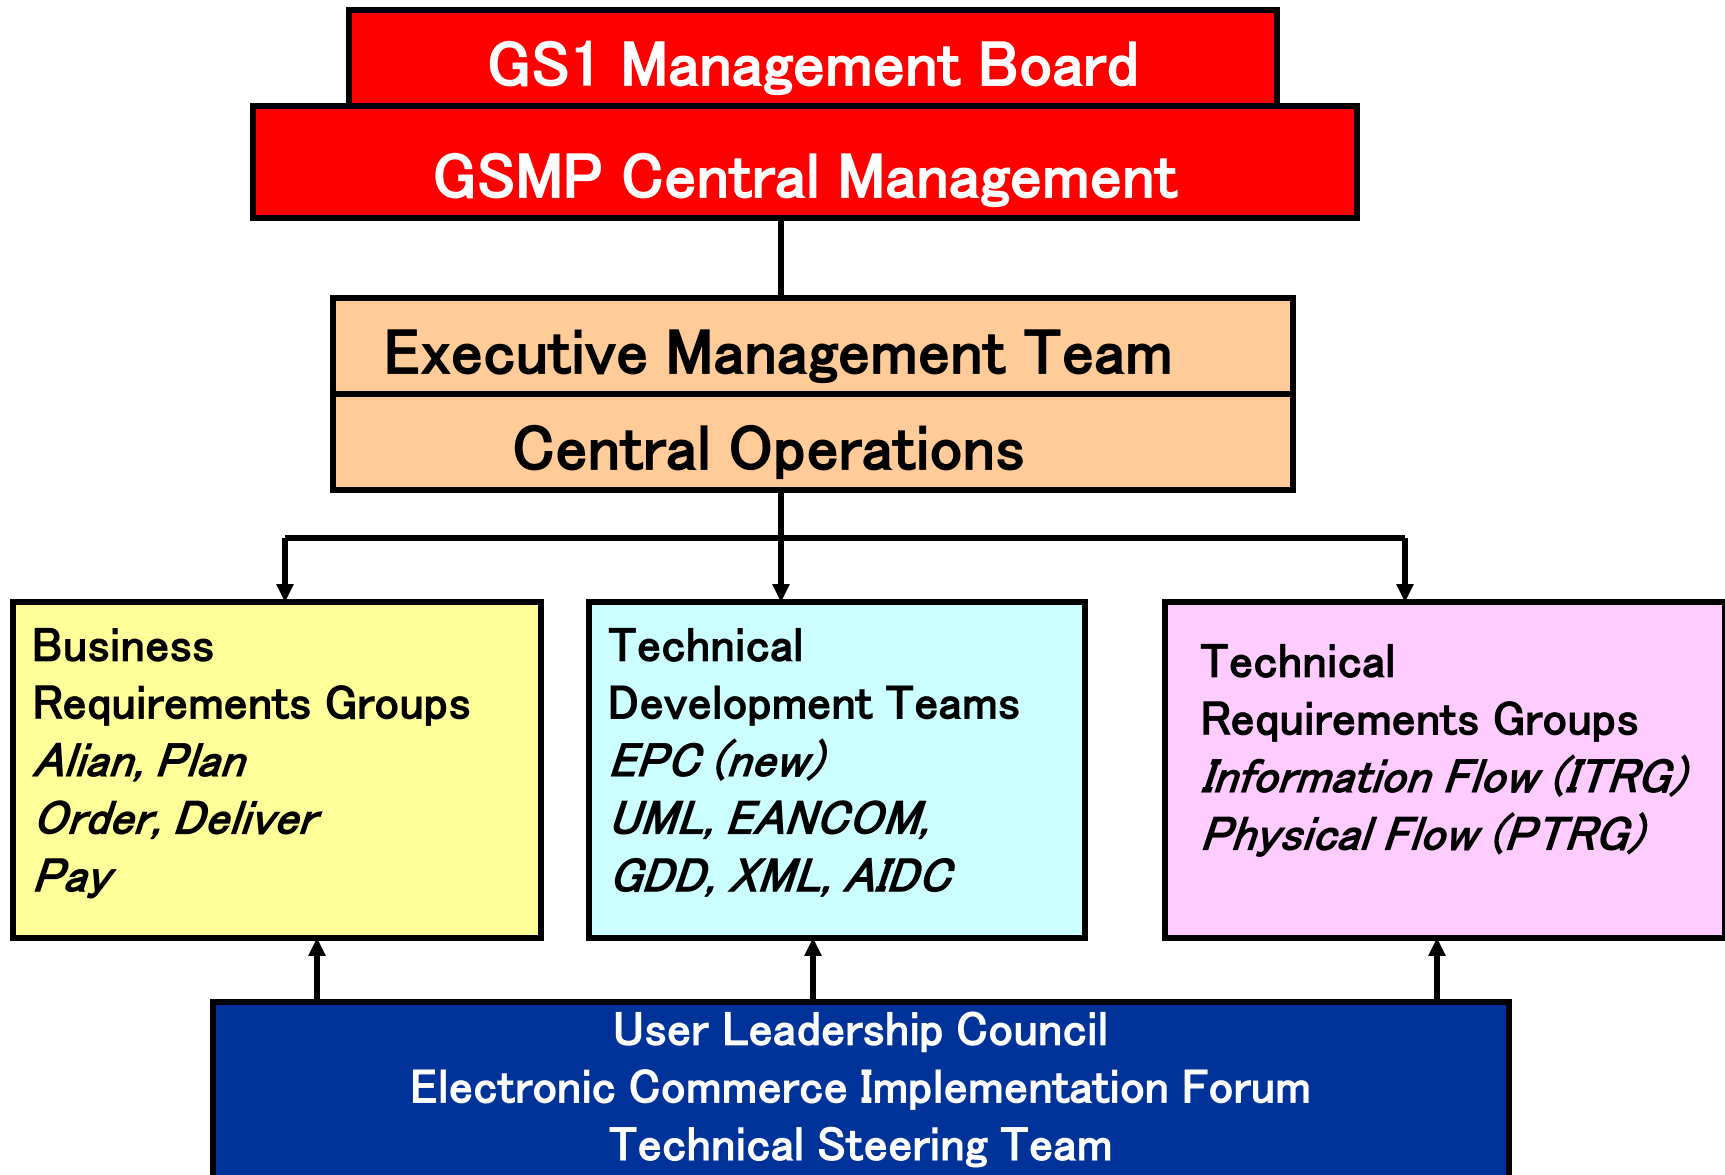 GS1 Management Board
GSMP Central Management
Executive Management Team
Central Operations
Business
Requirements Groups
Alian, Plan
Order, Deliver
Pay
Technical
Development Teams
EPC (new)
UML, EANCOM,
GDD, XML, AIDC
Technical
Requirements Groups
Information Flow (ITRG)
Physical Flow (PTRG)
User Leadership Council
Electronic Commerce Implementation Forum
Technical Steering Team